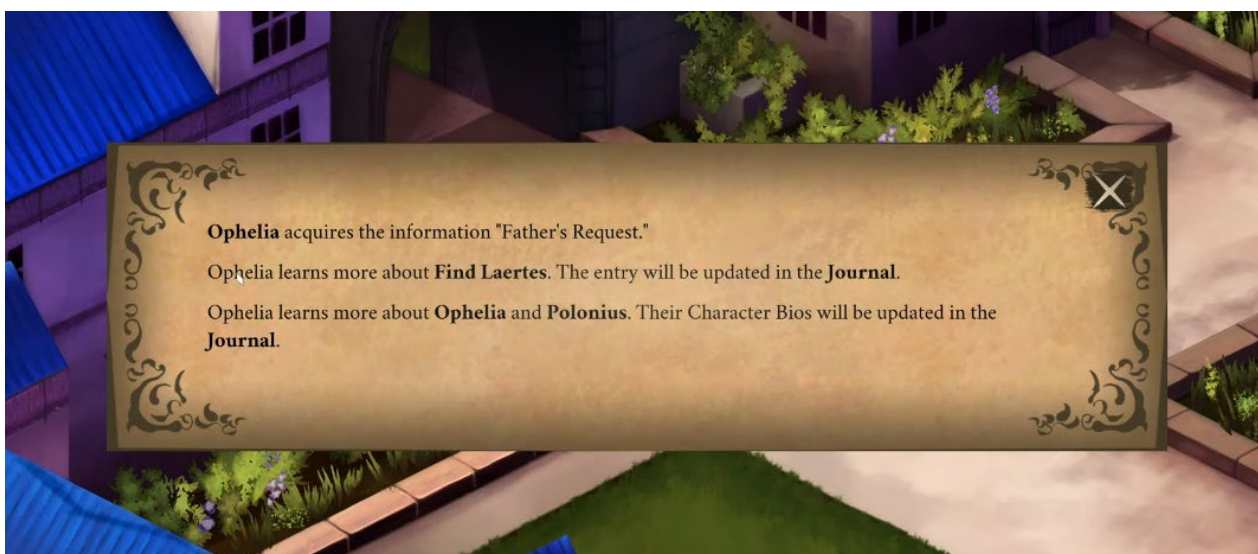 Ophelia acquires the information "Father's Request."
Ophelia learns more about Find Laertes. The entry will be updated in the Journal.
Ophelia learns more about Ophelia and Polonius. Their Character Bios will be updated in the
Journal.